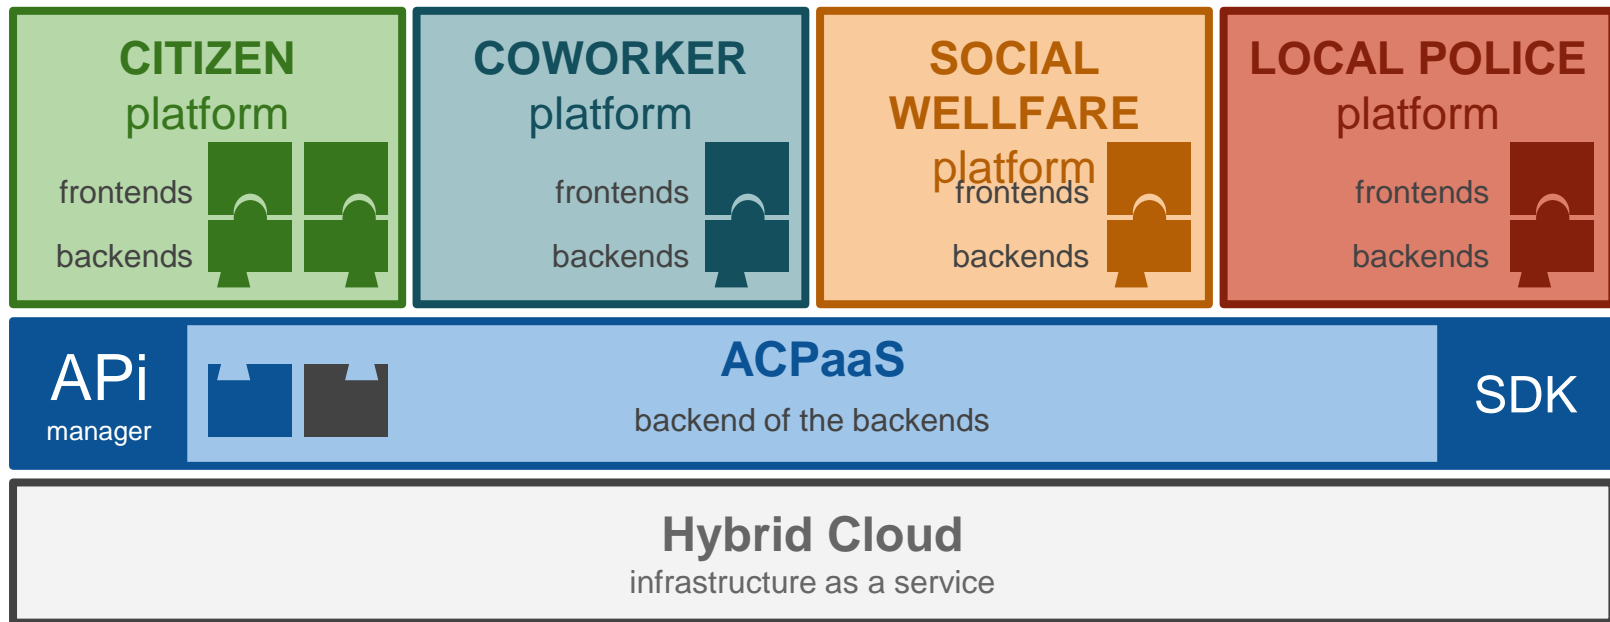 CITIZEN
platform
frontends
backends
COWORKER
platform
frontends
backends
SOCIAL
WELLFARE
platform
frontends
backends
LOCAL POLICE
platform
frontends
backends
APi
manager
ACPaaS
backend of the backends
SDK
Hybrid Cloud
infrastructure as a service